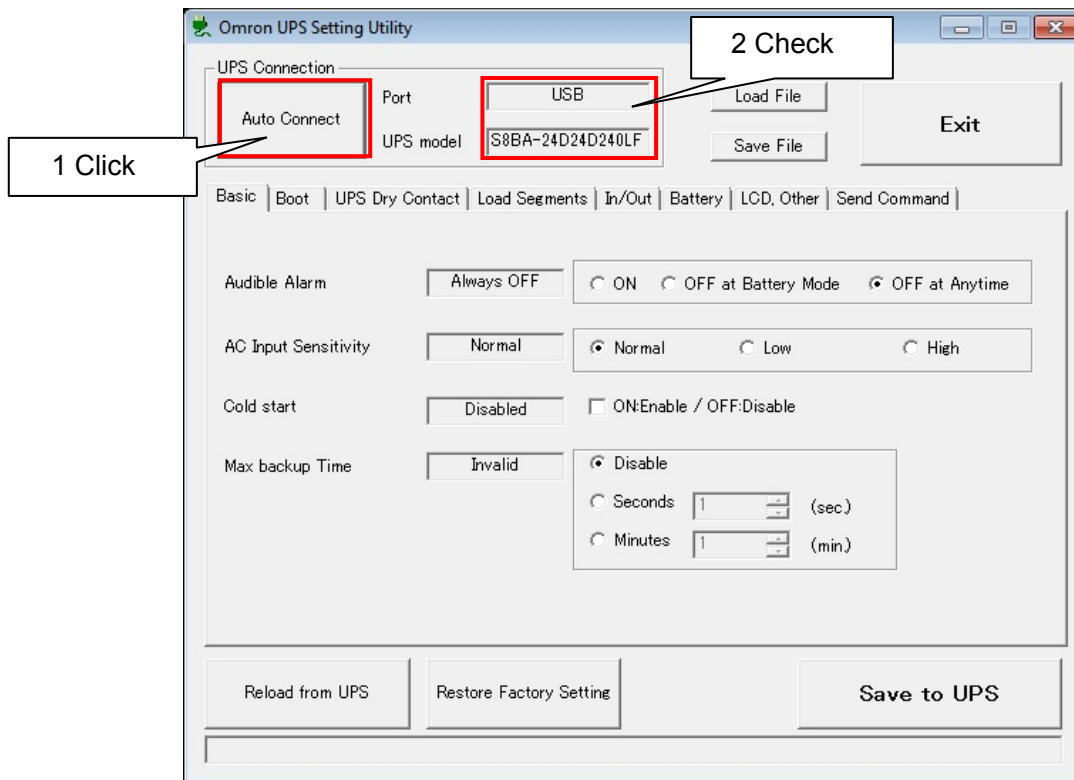 Omron UPS Setting Utility
2 Check
UPS Connection
Auto Connect
Port
USB
UPS model
S8BA-24D24D240LF
Load File
Save File
Exit
1 Click
Basic Boot UPS Dry Contact Load Segments In/Out Battery LCD, Other Send Command
Audible Alarm Always OFF ON OFF at Battery Mode OFF at Anytime
AC Input Sensitivity Normal Normal Low High
Cold start Disabled ON:Enable / OFF:Disable
Max backup Time Invalid Disable
Seconds 1 (sec.)
Minutes 1 (min.)
Reload from UPS Restore Factory Setting Save to UPS